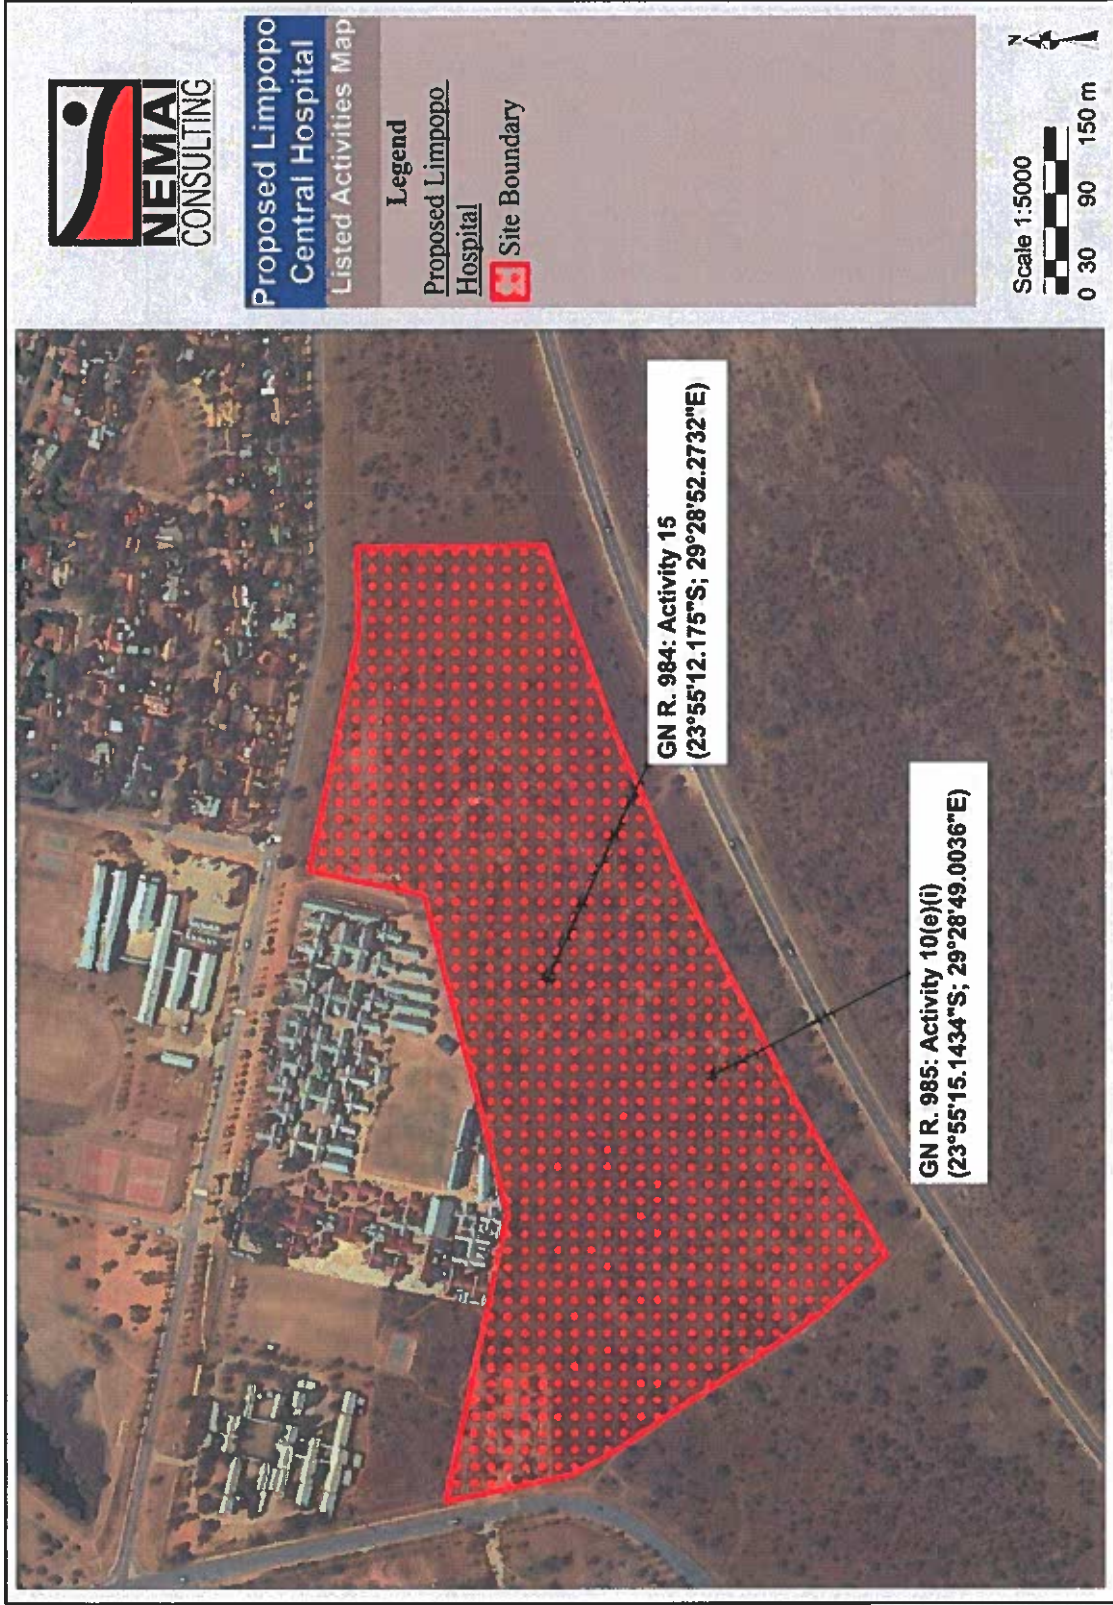 NEMAI
CONSULTING
Proposed Limpopo
Central Hospital
Listed Activities Map
Legend
Proposed Limpopo
Hospital
Site Boundary
Scale 1:5000
0 30 90 150 m
N
GN R. 984: Activity 15
(23°55'12.175"S; 29°28'52.2732"E)
GN R. 985: Activity 10(e)(i)
(23°55'15.1434"S; 29°28'49.0036"E)